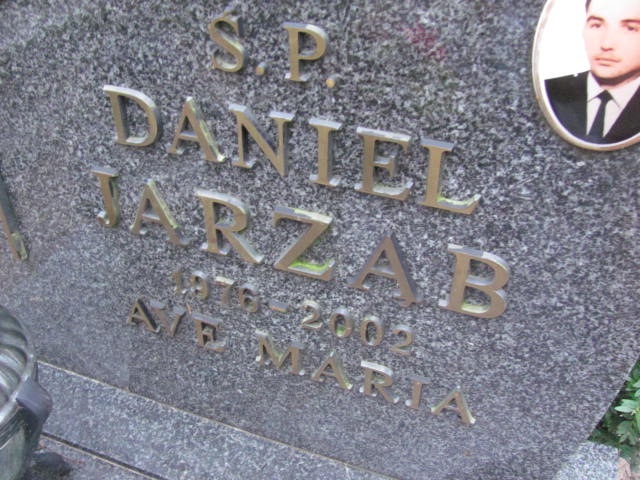 Ś.P.
DANIEL
JARZAB
1976-2002
AVE MARIA